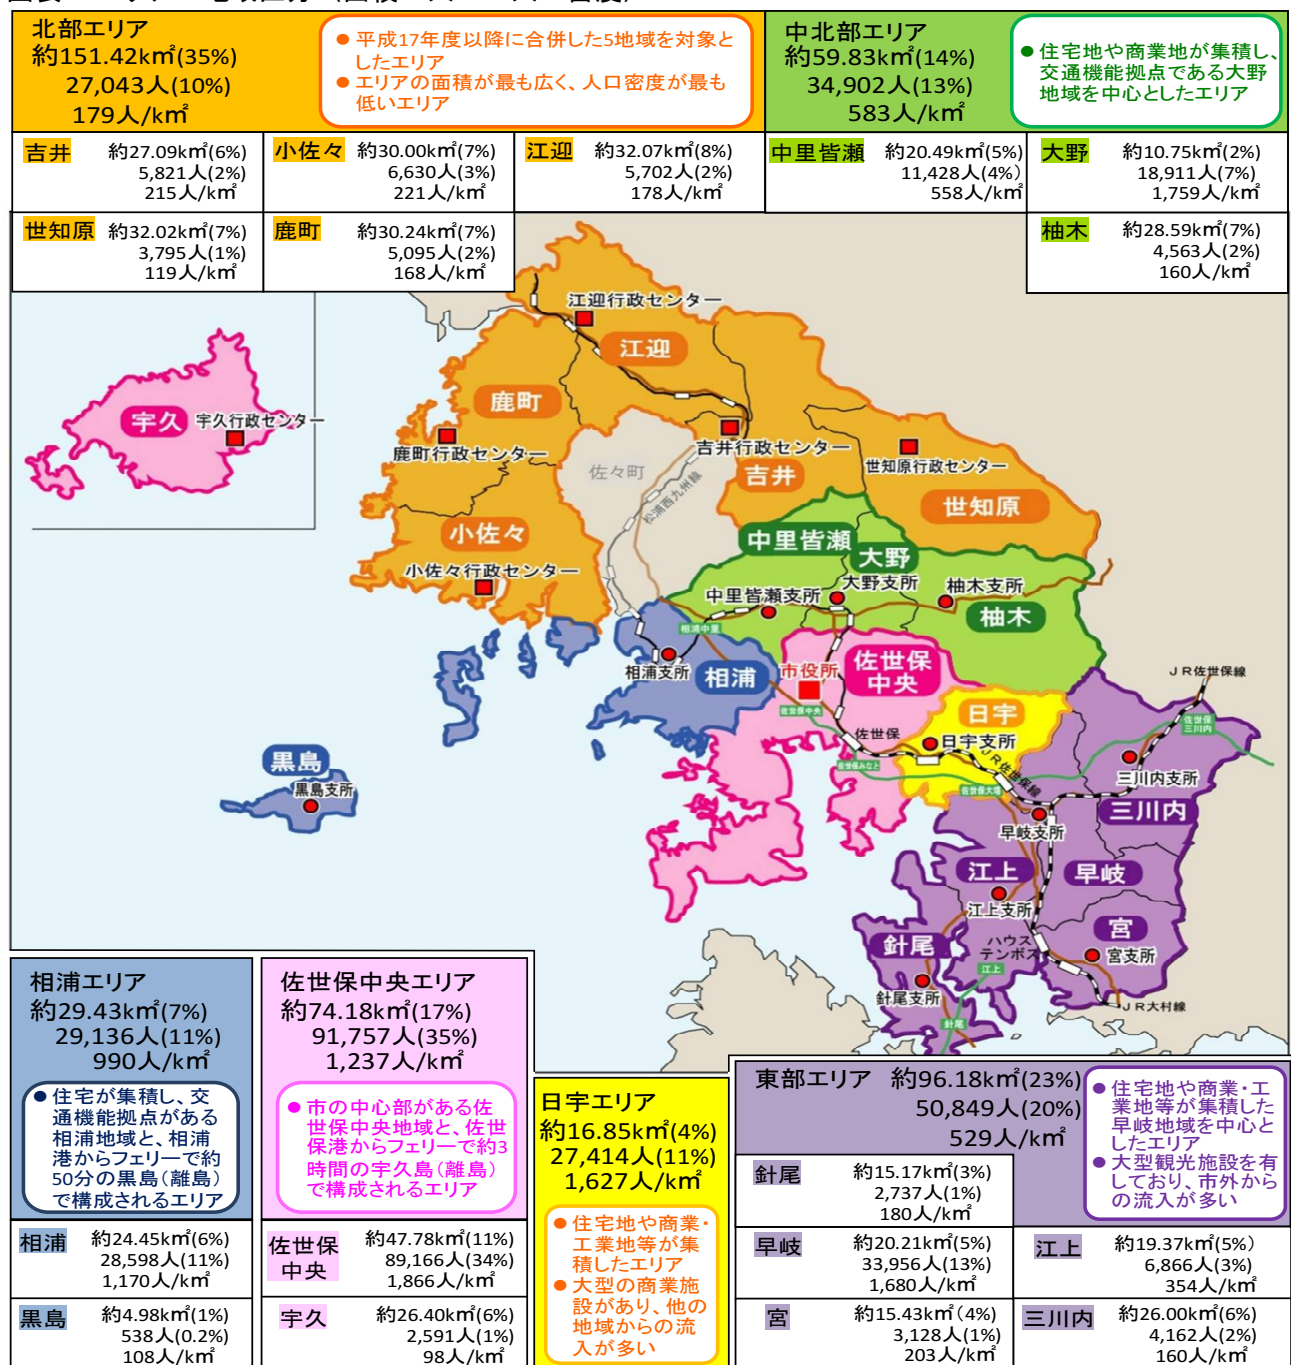 北部エリア
約151.42k㎡(35%)
27,043人(10%)
179人/k㎡
● 平成17年度以降に合併した5地域を対象と
したエリア
● エリアの面積が最も広く、人口密度が最も
低いエリア
中北部エリア
約59.83k㎡(14%)
34,902人(13%)
583人/k㎡
● 住宅地や商業地が集積し、
交通機能拠点である大野
地域を中心としたエリア
吉井 約27.09k㎡(6%)
5,821人(2%)
215人/k㎡
小佐々 約30.00k㎡(7%)
6,630人(3%)
221人/k㎡
江迎 約32.07k㎡(8%)
5,702人(2%)
178人/k㎡
中里皆瀬 約20.49k㎡(5%)
11,428人(4%)
558人/k㎡
大野 約10.75k㎡(2%)
18,911人(7%)
1,759人/k㎡
世知原 約32.02k㎡(7%)
3,795人(1%)
119人/k㎡
鹿町 約30.24k㎡(7%)
5,095人(2%)
168人/k㎡
柚木 約28.59k㎡(7%)
4,563人(2%)
160人/k㎡
江迎行政センター
江迎
宇久
宇久行政センター
鹿町
鹿町行政センター
吉井行政センター
佐々町
世知原行政センター
吉井
松浦西九州線
世知原
小佐々
中里皆瀬
大野
小佐々行政センター
中里皆瀬支所
大野支所
柚木支所
柚木
相浦中里
相浦支所
相浦
市役所
佐世保
中央
JR佐世保線
佐世保中央
日宇
佐世保
日宇支所
佐世保
三川内
佐世保みなと
JR佐世保線
三川内支所
黒島
黒島支所
佐世保大塔
三川内
早岐支所
江上
早岐
江上支所
宮
針尾
ハウス
テンボス
宮支所
江上
針尾支所
JR大村線
針尾
相浦エリア
約29.43k㎡(7%)
29,136人(11%)
990人/k㎡
● 住宅が集積し、交
通機能拠点がある
相浦地域と、相浦
港からフェリーで約
50分の黒島(離島)
で構成されるエリア
相浦 約24.45k㎡(6%)
28,598人(11%)
1,170人/k㎡
黒島 約4.98k㎡(1%)
538人(0.2%)
108人/k㎡
佐世保中央エリア
約74.18k㎡(17%)
91,757人(35%)
1,237人/k㎡
● 市の中心部がある佐
世保中央地域と、佐世
保港からフェリーで約3
時間の宇久島(離島)
で構成されるエリア
佐世保
中央
約47.78k㎡(11%)
89,166人(34%)
1,866人/k㎡
宇久 約26.40k㎡(6%)
2,591人(1%)
98人/k㎡
日宇エリア
約16.85k㎡(4%)
27,414人(11%)
1,627人/k㎡
● 住宅地や商業・
工業地等が集
積したエリア
● 大型の商業施
設があり、他の
地域からの流
入が多い
東部エリア 約96.18k㎡(23%)
50,849人(20%)
529人/k㎡
● 住宅地や商業・工
業地等が集積した
早岐地域を中心と
したエリア
● 大型観光施設を有
しており、市外から
の流入が多い
針尾 約15.17k㎡(3%)
2,737人(1%)
180人/k㎡
早岐 約20.21k㎡(5%)
33,956人(13%)
1,680人/k㎡
江上 約19.37k㎡(5%)
6,866人(3%)
354人/k㎡
宮 約15.43k㎡(4%)
3,128人(1%)
203人/k㎡
三川内 約26.00k㎡(6%)
4,162人(2%)
160人/k㎡